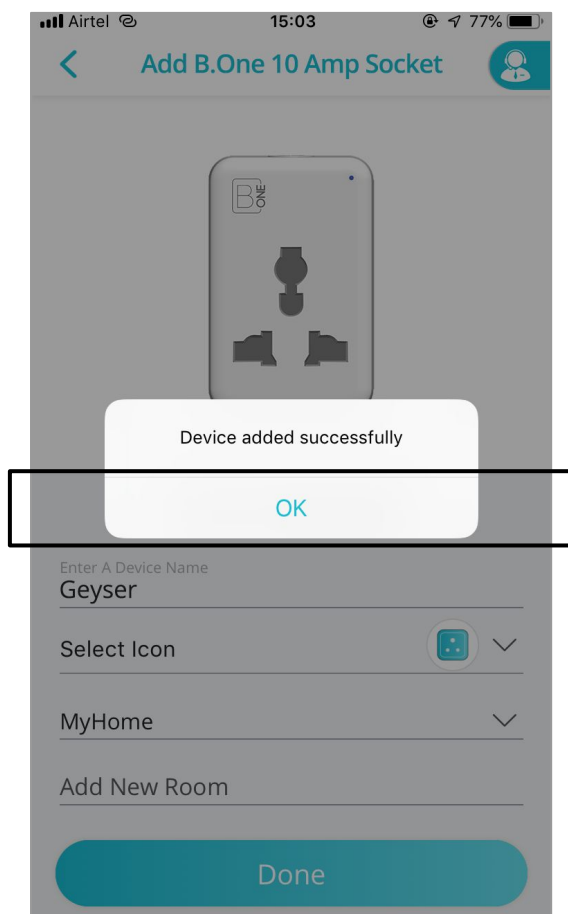 Airtel 15:03 77%
Add B.One 10 Amp Socket
B ONE
Device added successfully
OK
Enter A Device Name
Geyser
Select Icon
MyHome
Add New Room
Done